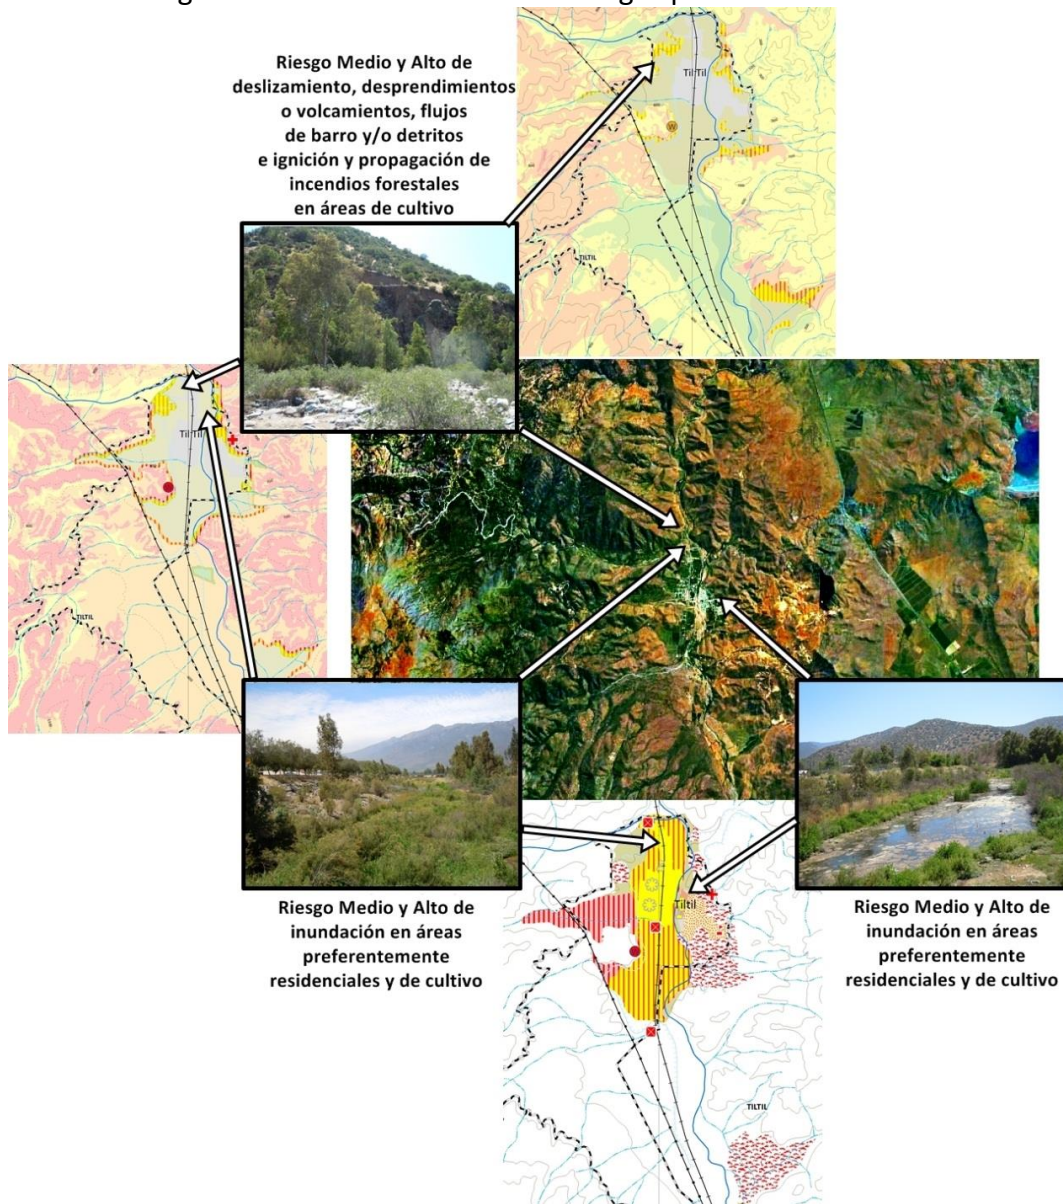 Riesgo Medio y Alto de
deslizamiento, desprendimientos
o volcamientos, flujos
de barro y/o detritos
e ignición y propagación de
incendios forestales
en áreas de cultivo
Til Til
W
TILTIL
Til Til
TILTIL
Riesgo Medio y Alto de
inundación en áreas
preferentemente
residenciales y de cultivo
Tiltil
TILTIL
Riesgo Medio y Alto de
inundación en áreas
preferentemente
residenciales y de cultivo